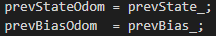 prevStateOdom = prevState_;
prevBiasOdom  = prevBias_;